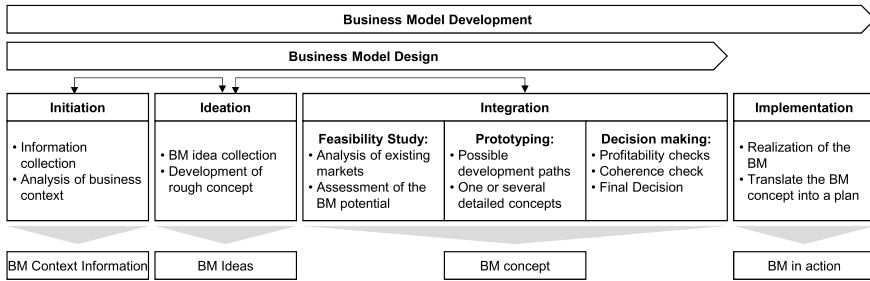 Business Model Development
Business Model Design
Initiation
Ideation
Integration
Implementation
• Information
collection
• Analysis of business
context
• BM idea collection
• Development of
rough concept
Feasibility Study:
• Analysis of existing
markets
• Assessment of the
BM potential
Prototyping:
• Possible
development paths
• One or several
detailed concepts
Decision making:
• Profitability checks
• Coherence check
• Final Decision
• Realization of the
BM
• Translate the BM
concept into a plan
BM Context Information
BM Ideas
BM concept
BM in action